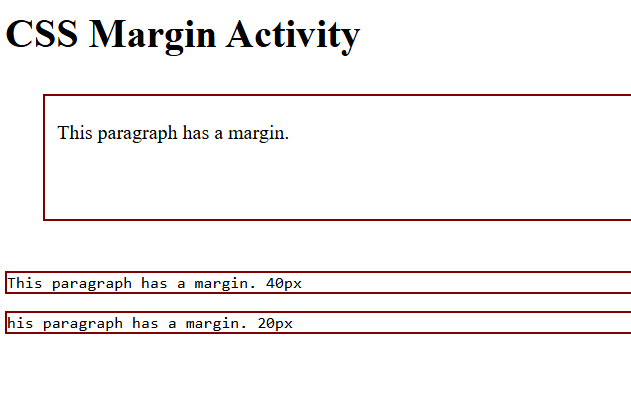 CSS Margin Activity
This paragraph has a margin.
This paragraph has a margin. 40px
his paragraph has a margin. 20px